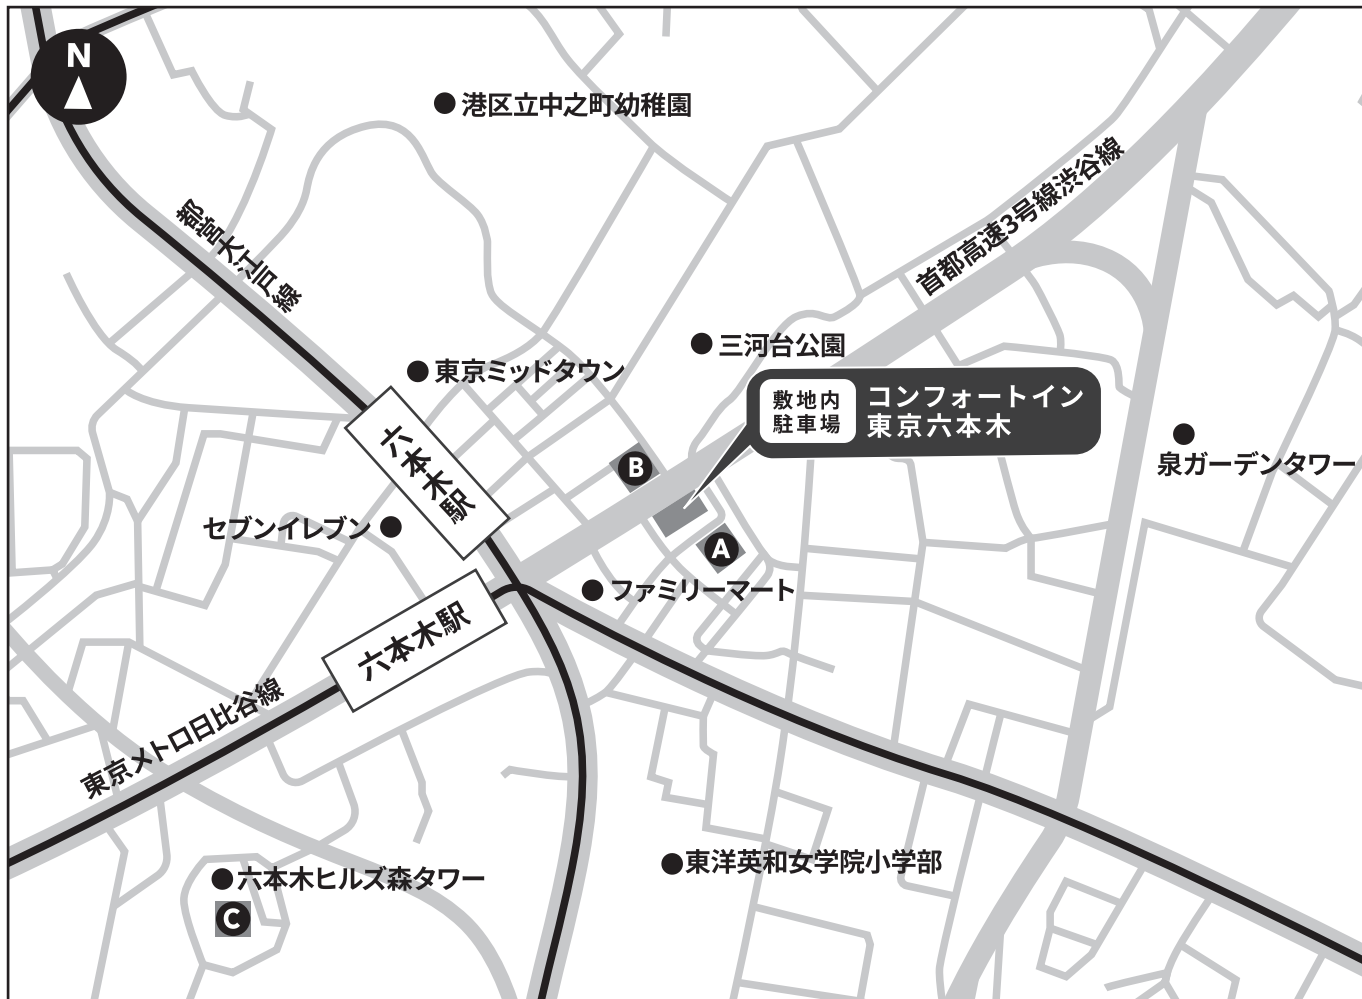 N
港区立中之町幼稚園
首都高速3号線渋谷線
都営大江戸線
三河台公園
東京ミッドタウン
敷地内
駐車場
コンフォートイン
東京六本木
六本木駅
B
泉ガーデンタワー
セブンイレブン
A
ファミリーマート
六本木駅
東京メトロ日比谷線
東洋英和女学院小学部
六本木ヒルズ森タワー
C